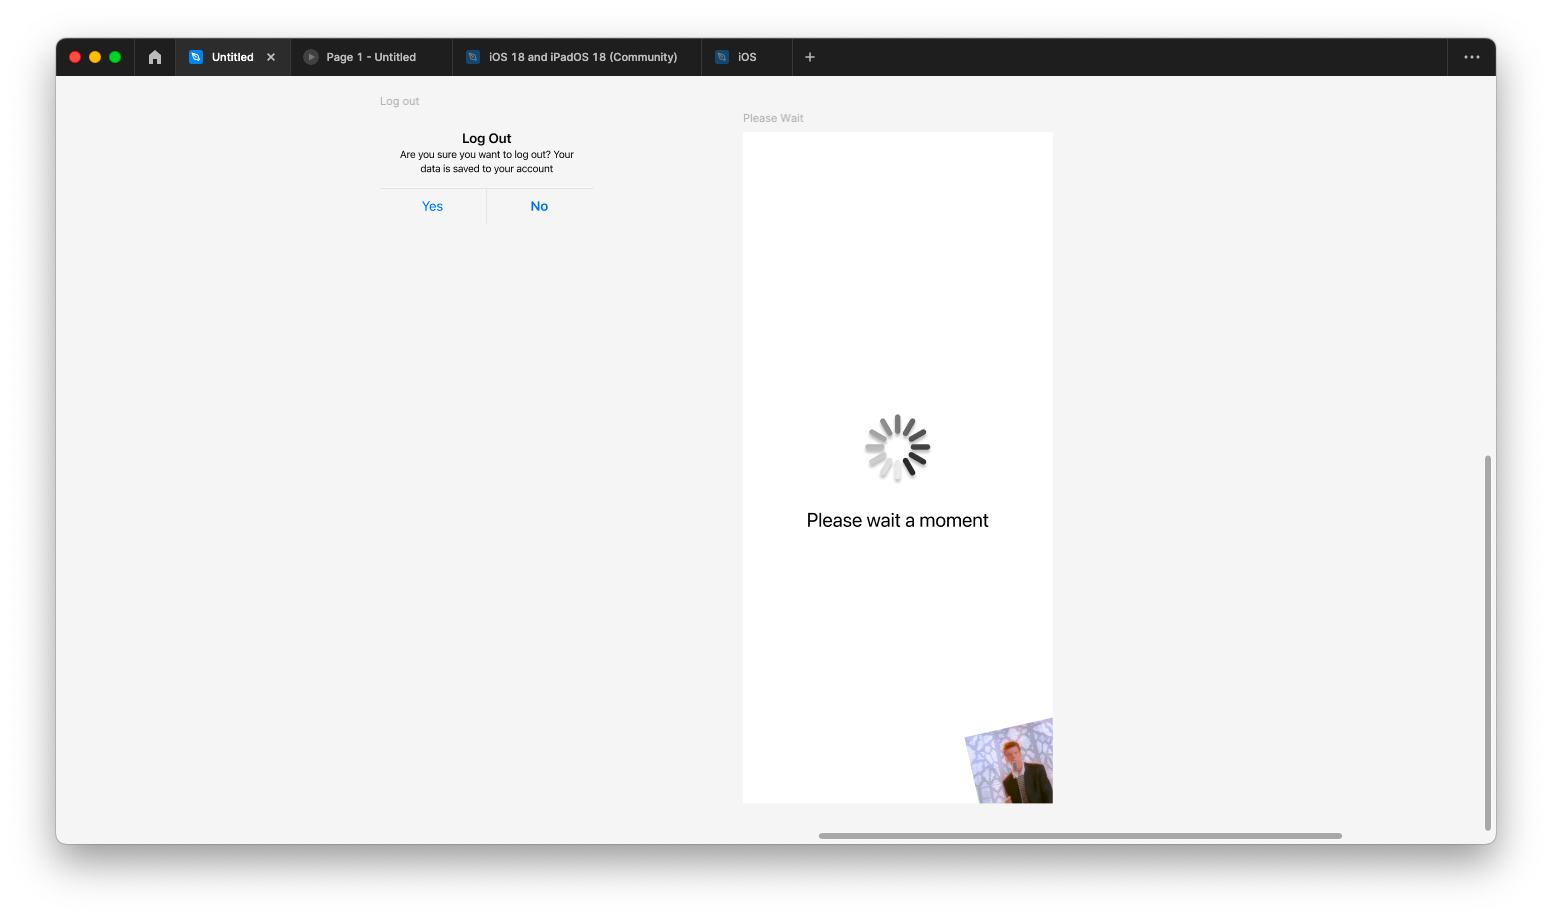 Untitled
Page 1 - Untitled
iOS 18 and iPadOS 18 (Community)
iOS
Log out
Log Out
Are you sure you want to log out? Your
data is saved to your account
Yes
No
Please Wait
Please wait a moment